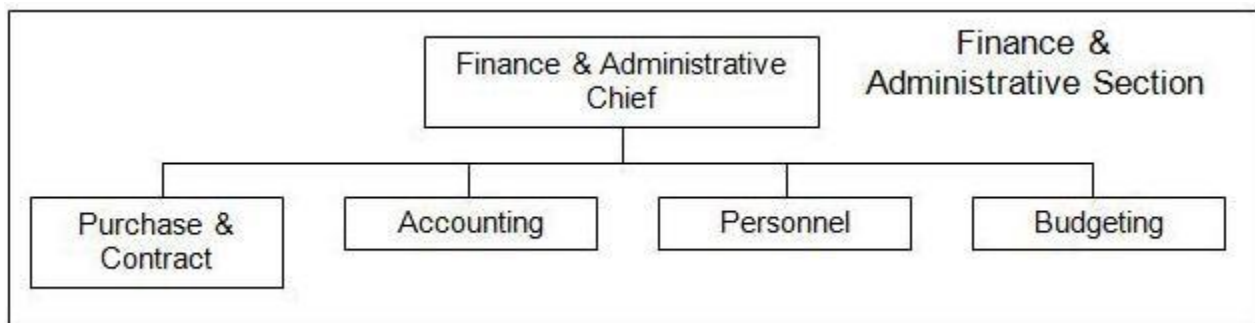 Finance & Administrative
Chief
Finance &
Administrative Section
Purchase &
Contract
Accounting
Personnel
Budgeting